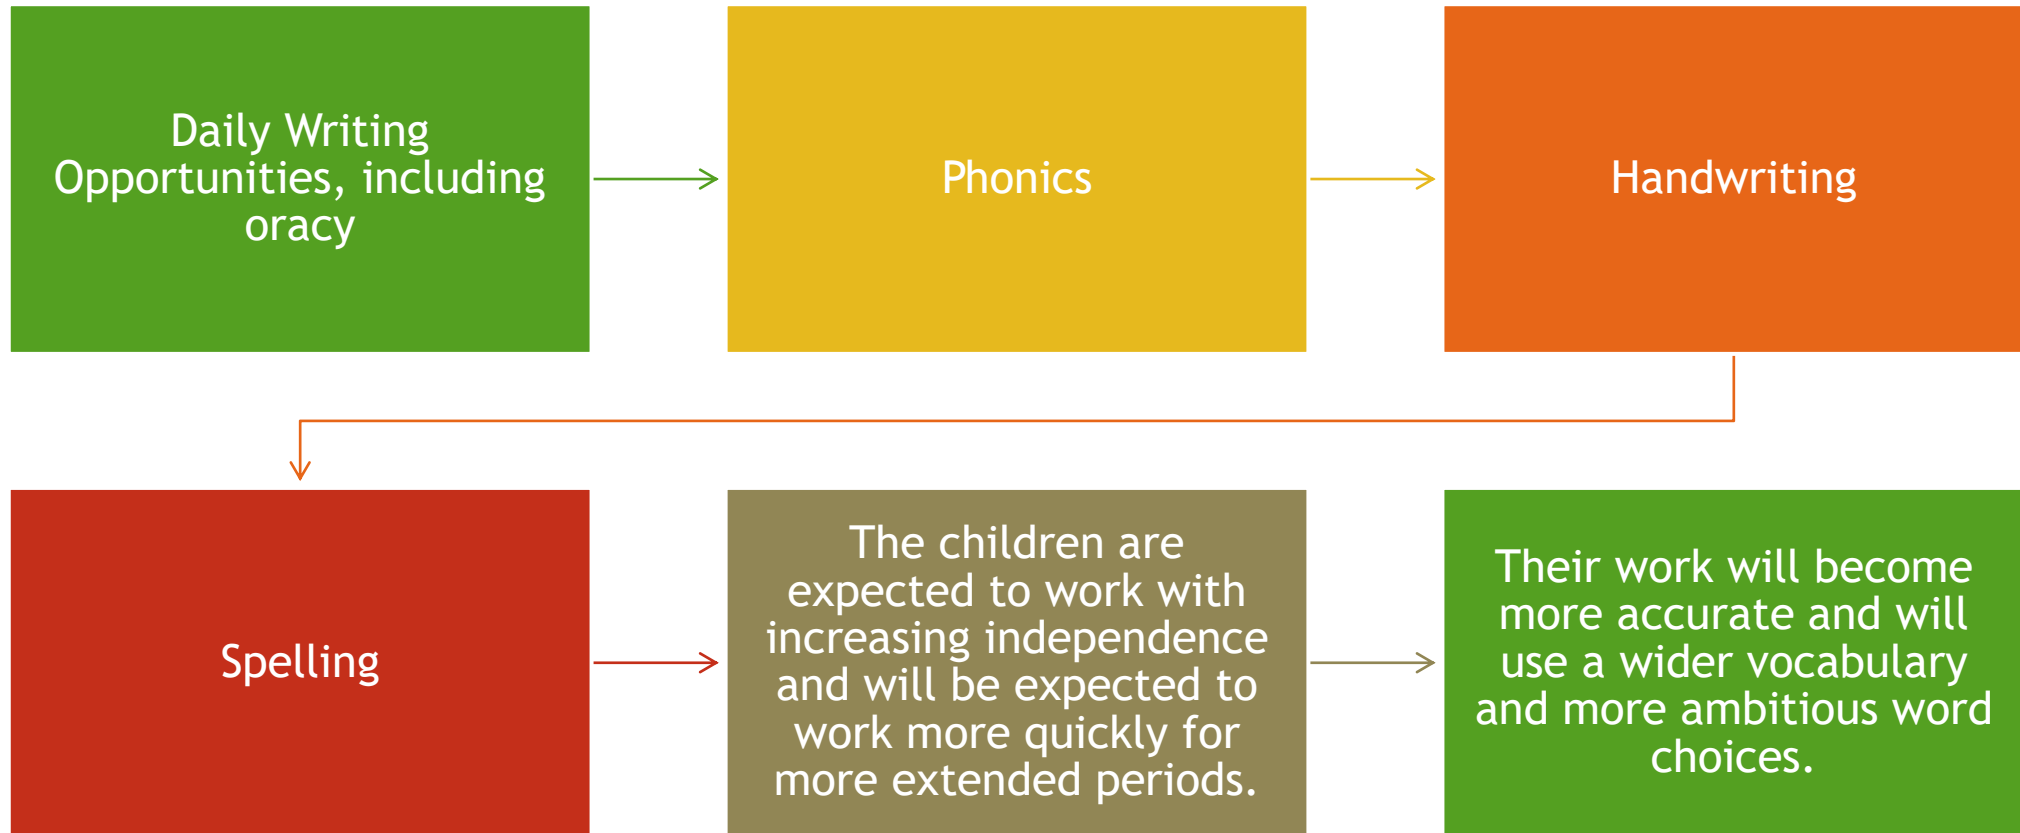 Daily Writing
Opportunities, including
oracy
Phonics
Handwriting
Spelling
The children are
expected to work with
increasing independence
and will be expected to
work more quickly for
more extended periods.
Their work will become
more accurate and will
use a wider vocabulary
and more ambitious word
choices.